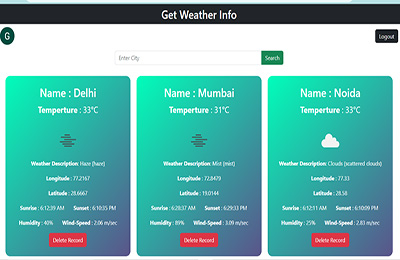 Get Weather Info
G
Logout
Enter City
Search
Name : Delhi
Temperture : 33°C
Weather Description: Haze (haze)
Longitude : 77.2167
Latitude : 28.6667
Sunrise : 6:12:39 AM Sunset : 6:10:35 PM
Humidity : 40% Wind-Speed : 2.06 m/sec
Delete Record
Name : Mumbai
Temperture : 31°C
Weather Description: Mist (mist)
Longitude : 72.8479
Latitude : 19.0144
Sunrise : 6:28:37 AM Sunset : 6:29:33 PM
Humidity : 89% Wind-Speed : 3.09 m/sec
Delete Record
Name : Noida
Temperture : 33°C
Weather Description: Clouds (scattered clouds)
Longitude : 77.33
Latitude : 28.58
Sunrise : 6:12:11 AM Sunset : 6:10:09 PM
Humidity : 25% Wind-Speed : 2.83 m/sec
Delete Record